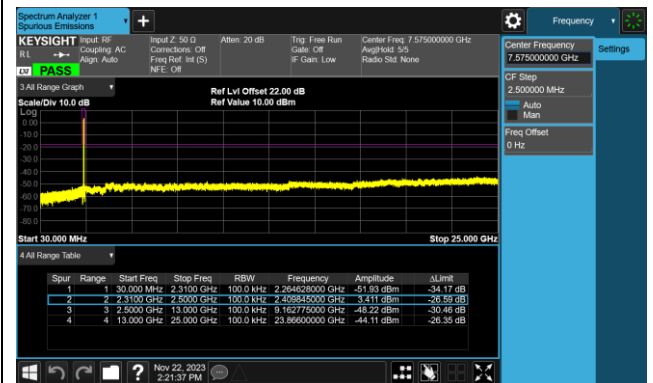 Spectrum Analyzer 1
Spurious Emissions
Frequency
KEYSIGHT Input: RF Input Z: 50 Ω Atten: 20 dB Trig: Free Run Center Freq: 7.575000000 GHz
RL Coupling: AC Corrections: Off Gate: Off Avg|Hold: 5/5
Align: Auto Freq Ref: Int (S) IF Gain: Low Radio Std: None
PASS NFE: Off
Center Frequency
7.575000000 GHz
Settings
CF Step
2.500000 MHz
Auto
Man
Freq Offset
0 Hz
3 All Range Graph
Ref Lvl Offset 22.00 dB
Scale/Div 10.0 dB Ref Value 10.00 dBm
Log
0.00
-10.0
-20.0
-30.0
-40.0
-50.0
-60.0
-70.0
-80.0
Start 30.000 MHz Stop 25.000 GHz
4 All Range Table
Spur Range Start Freq Stop Freq RBW Frequency Amplitude ΔLimit
1 1 30.000 MHz 2.3100 GHz 100.0 kHz 2.264628000 GHz -51.93 dBm -34.17 dB
2 2 2.3100 GHz 2.5000 GHz 100.0 kHz 2.409845000 GHz 3.411 dBm -26.59 dB
3 3 2.5000 GHz 13.000 GHz 100.0 kHz 9.162775000 GHz -48.22 dBm -30.46 dB
4 4 13.000 GHz 25.000 GHz 100.0 kHz 23.86600000 GHz -44.11 dBm -26.35 dB
? Nov 22, 2023
2:21:37 PM